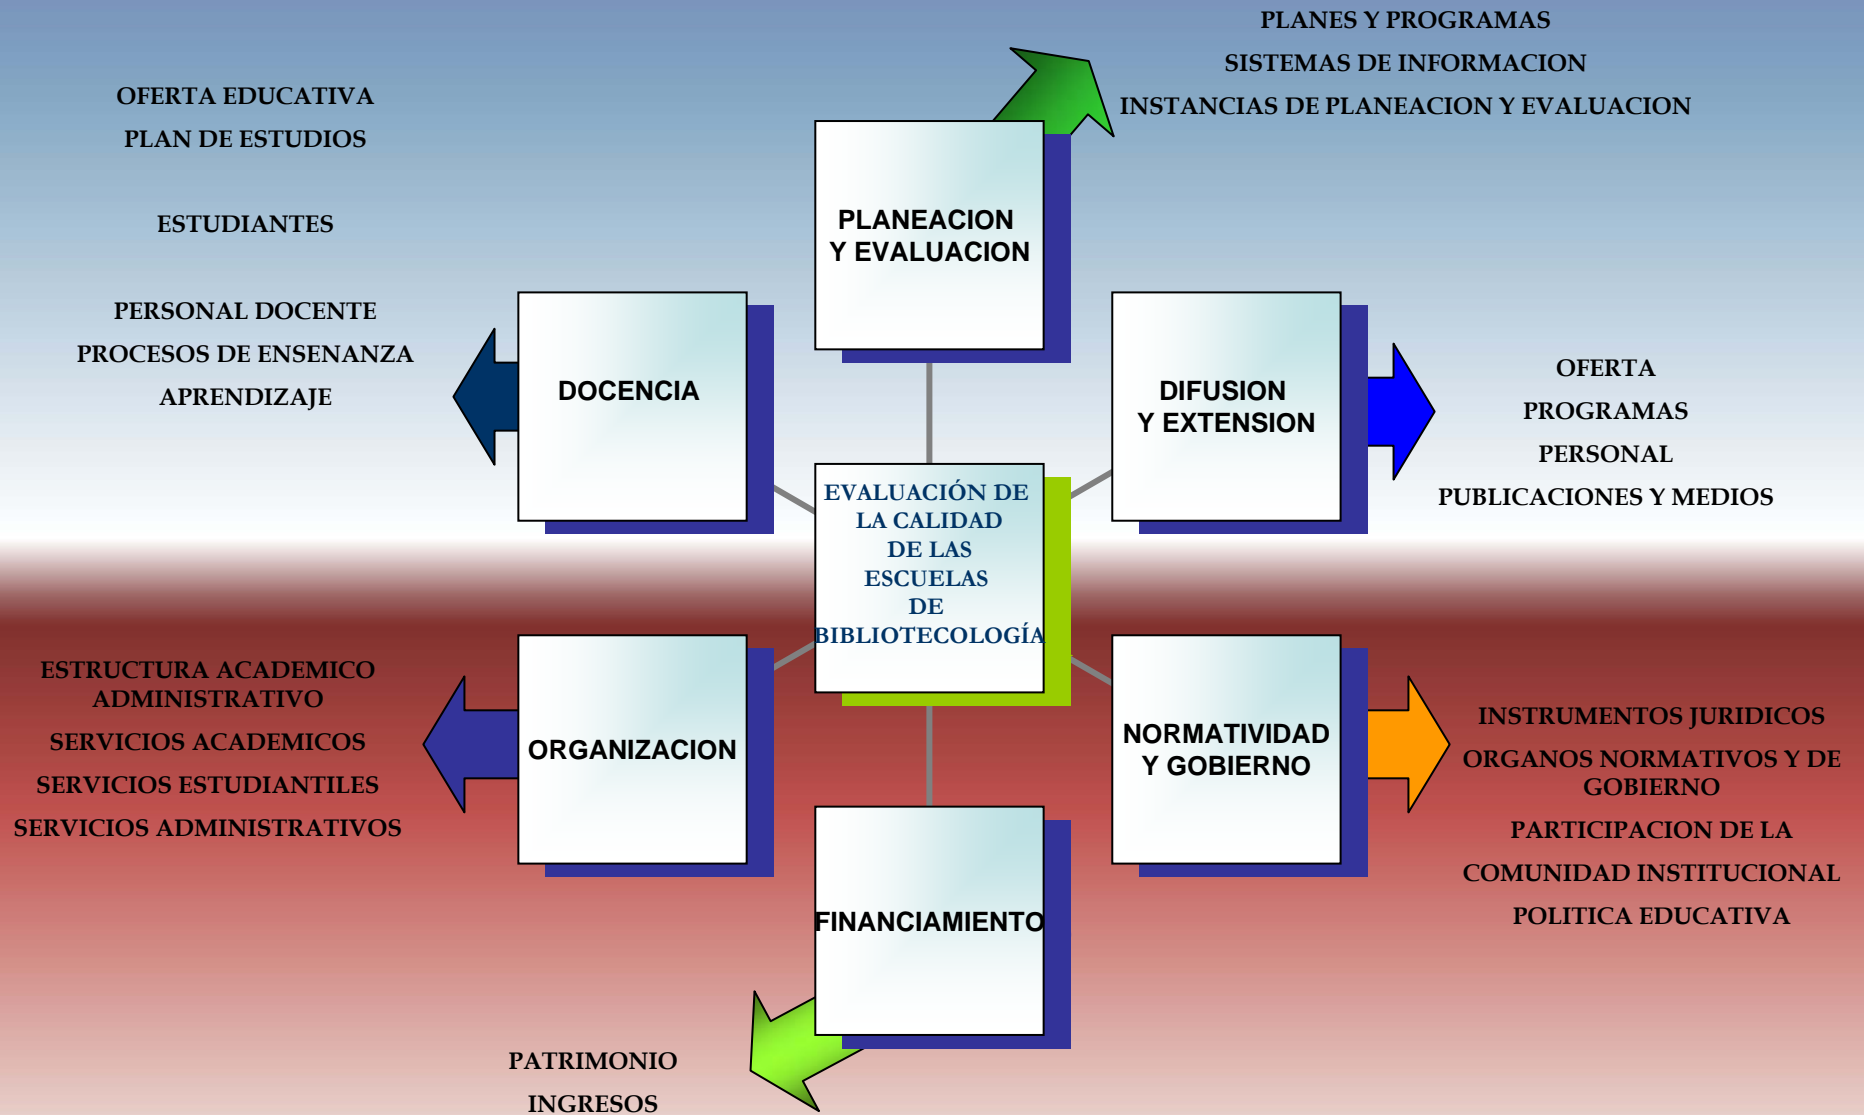 PLANES Y PROGRAMAS
SISTEMAS DE INFORMACION
INSTANCIAS DE PLANEACION Y EVALUACION
OFERTA EDUCATIVA
PLAN DE ESTUDIOS
ESTUDIANTES
PERSONAL DOCENTE
PROCESOS DE ENSENANZA
APRENDIZAJE
PLANEACION
Y EVALUACION
DOCENCIA
DIFUSION
Y EXTENSION
OFERTA
PROGRAMAS
PERSONAL
PUBLICACIONES Y MEDIOS
EVALUACIÓN DE
LA CALIDAD
DE LAS
ESCUELAS
DE
BIBLIOTECOLOGÍA
ESTRUCTURA ACADEMICO
ADMINISTRATIVO
SERVICIOS ACADEMICOS
SERVICIOS ESTUDIANTILES
SERVICIOS ADMINISTRATIVOS
ORGANIZACION
NORMATIVIDAD
Y GOBIERNO
INSTRUMENTOS JURIDICOS
ORGANOS NORMATIVOS Y DE
GOBIERNO
PARTICIPACION DE LA
COMUNIDAD INSTITUCIONAL
POLITICA EDUCATIVA
FINANCIAMIENTO
PATRIMONIO
INGRESOS